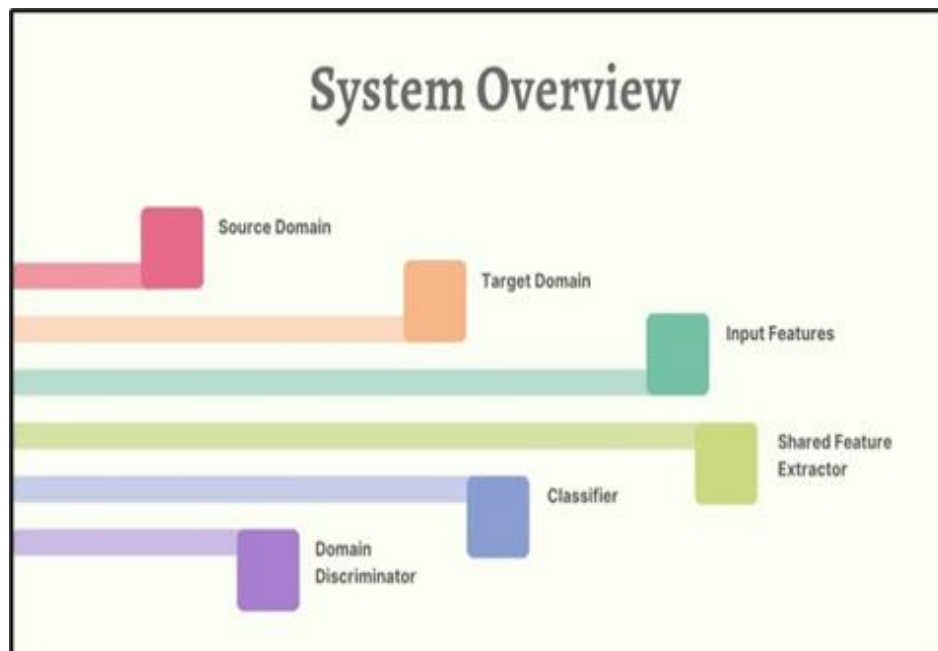 System Overview
Source Domain
Target Domain
Input Features
Shared Feature
Extractor
Classifier
Domain
Discriminator